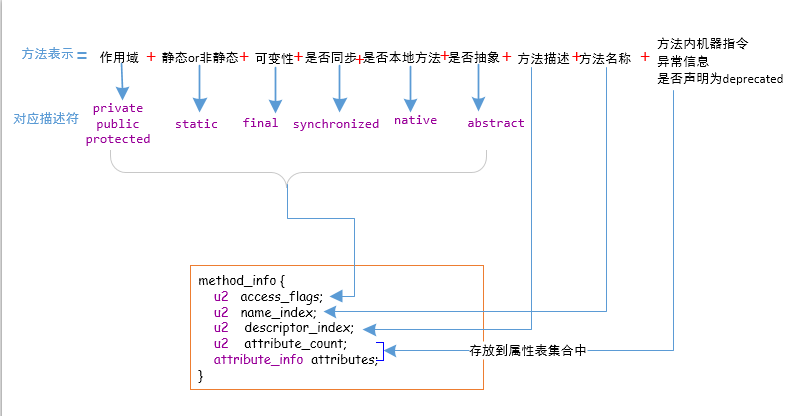 方法表示 = 作用域 + 静态or非静态 + 可变性 + 是否同步 + 是否本地方法 + 是否抽象 + 方法描述 + 方法名称 + 方法内机器指令
异常信息
是否声明为deprecated
对应描述符
private
public
protected
static
final
synchronized
native
abstract
method_info {
u2 access_flags;
u2 name_index;
u2 descriptor_index;
u2 attribute_count;
attribute_info attributes;
}
存放到属性表集合中